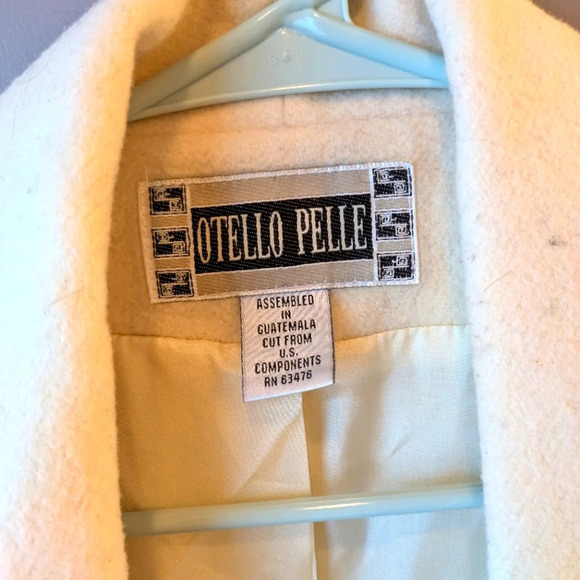 OTELLO PELLE
ASSEMBLED
IN
GUATEMALA
CUT FROM
U.S.
COMPONENTS
RN 63476